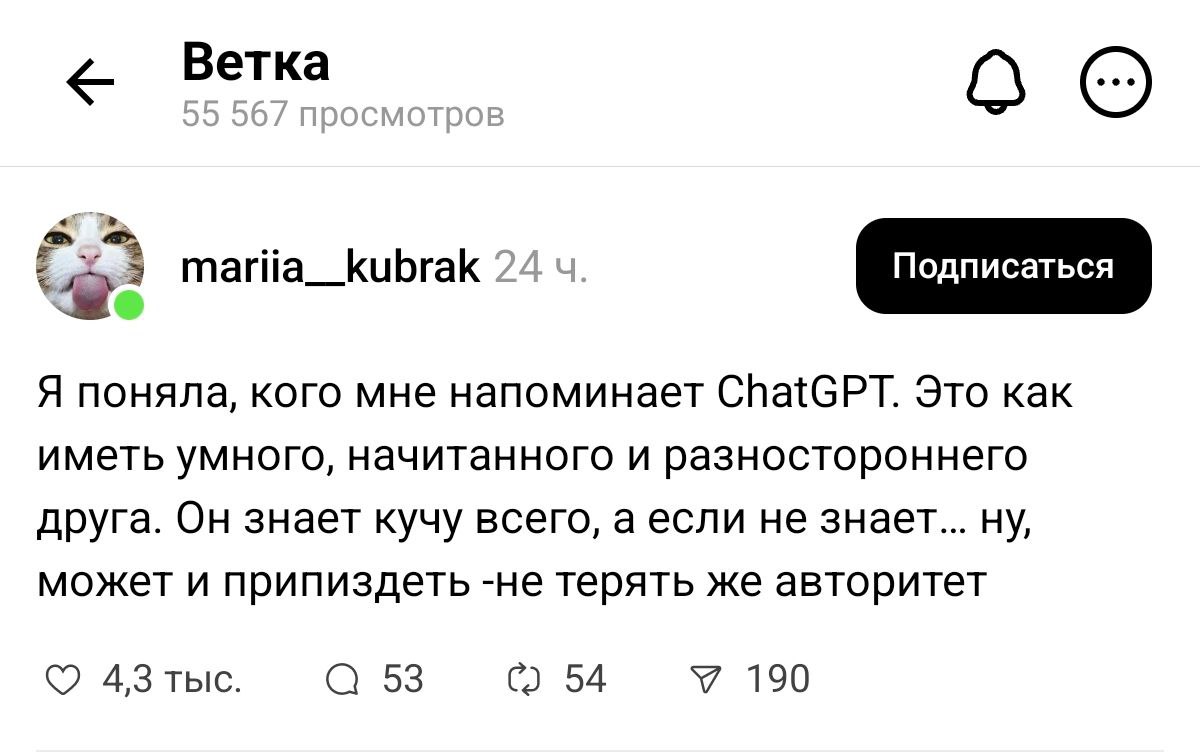 Ветка
55 567 просмотров
mariia__kubrak 24 ч.
Подписаться
Я поняла, кого мне напоминает ChatGPT. Это как
иметь умного, начитанного и разностороннего
друга. Он знает кучу всего, а если не знает... ну,
может и припиздеть -не терять же авторитет
4,3 тыс. 53 54 190